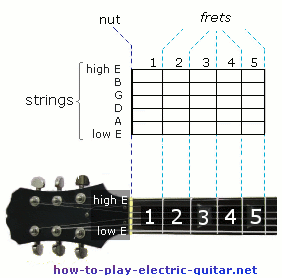 nut frets
1 2 3 4 5
high E
B
G
strings
D
A
low E
high E
1 2 3 4 5
low E
how-to-play-electric-guitar.net